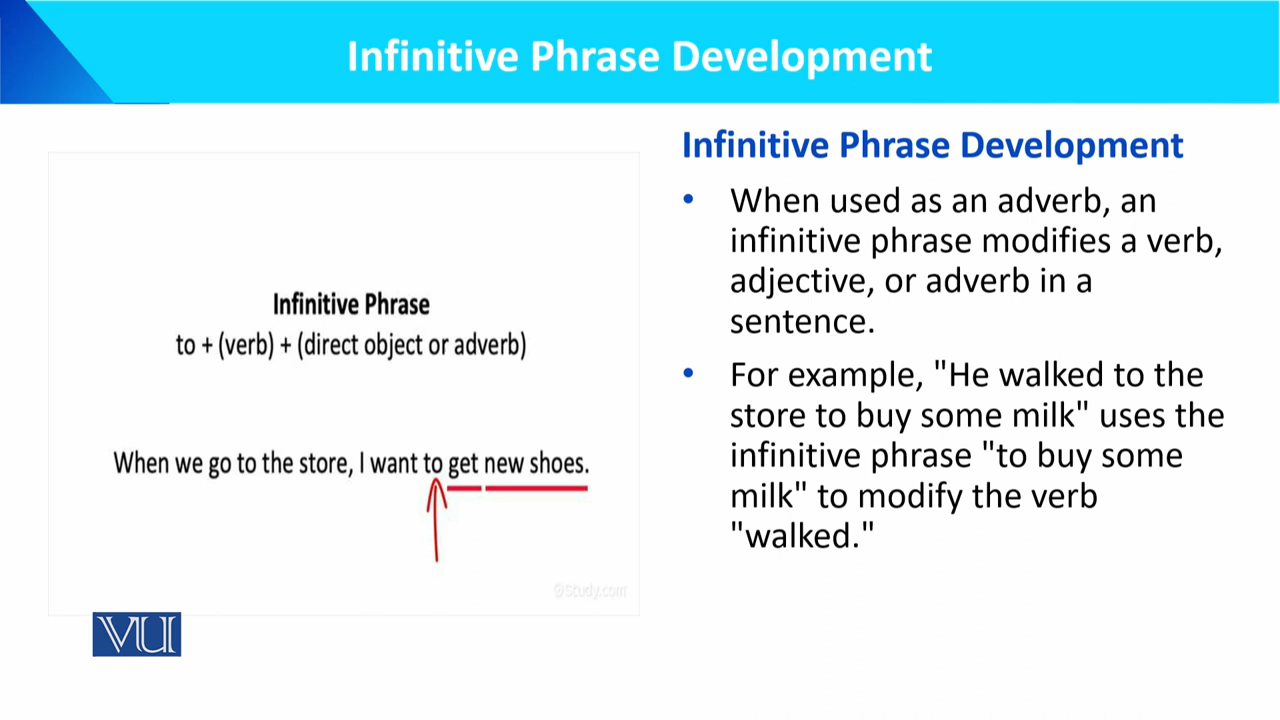 Infinitive Phrase Development
Infinitive Phrase
to + (verb) + (direct object or adverb)
When we go to the store, I want to get new shoes.
©Study.com
VU
Infinitive Phrase Development
• When used as an adverb, an
infinitive phrase modifies a verb,
adjective, or adverb in a
sentence.
• For example, "He walked to the
store to buy some milk" uses the
infinitive phrase "to buy some
milk" to modify the verb
"walked."